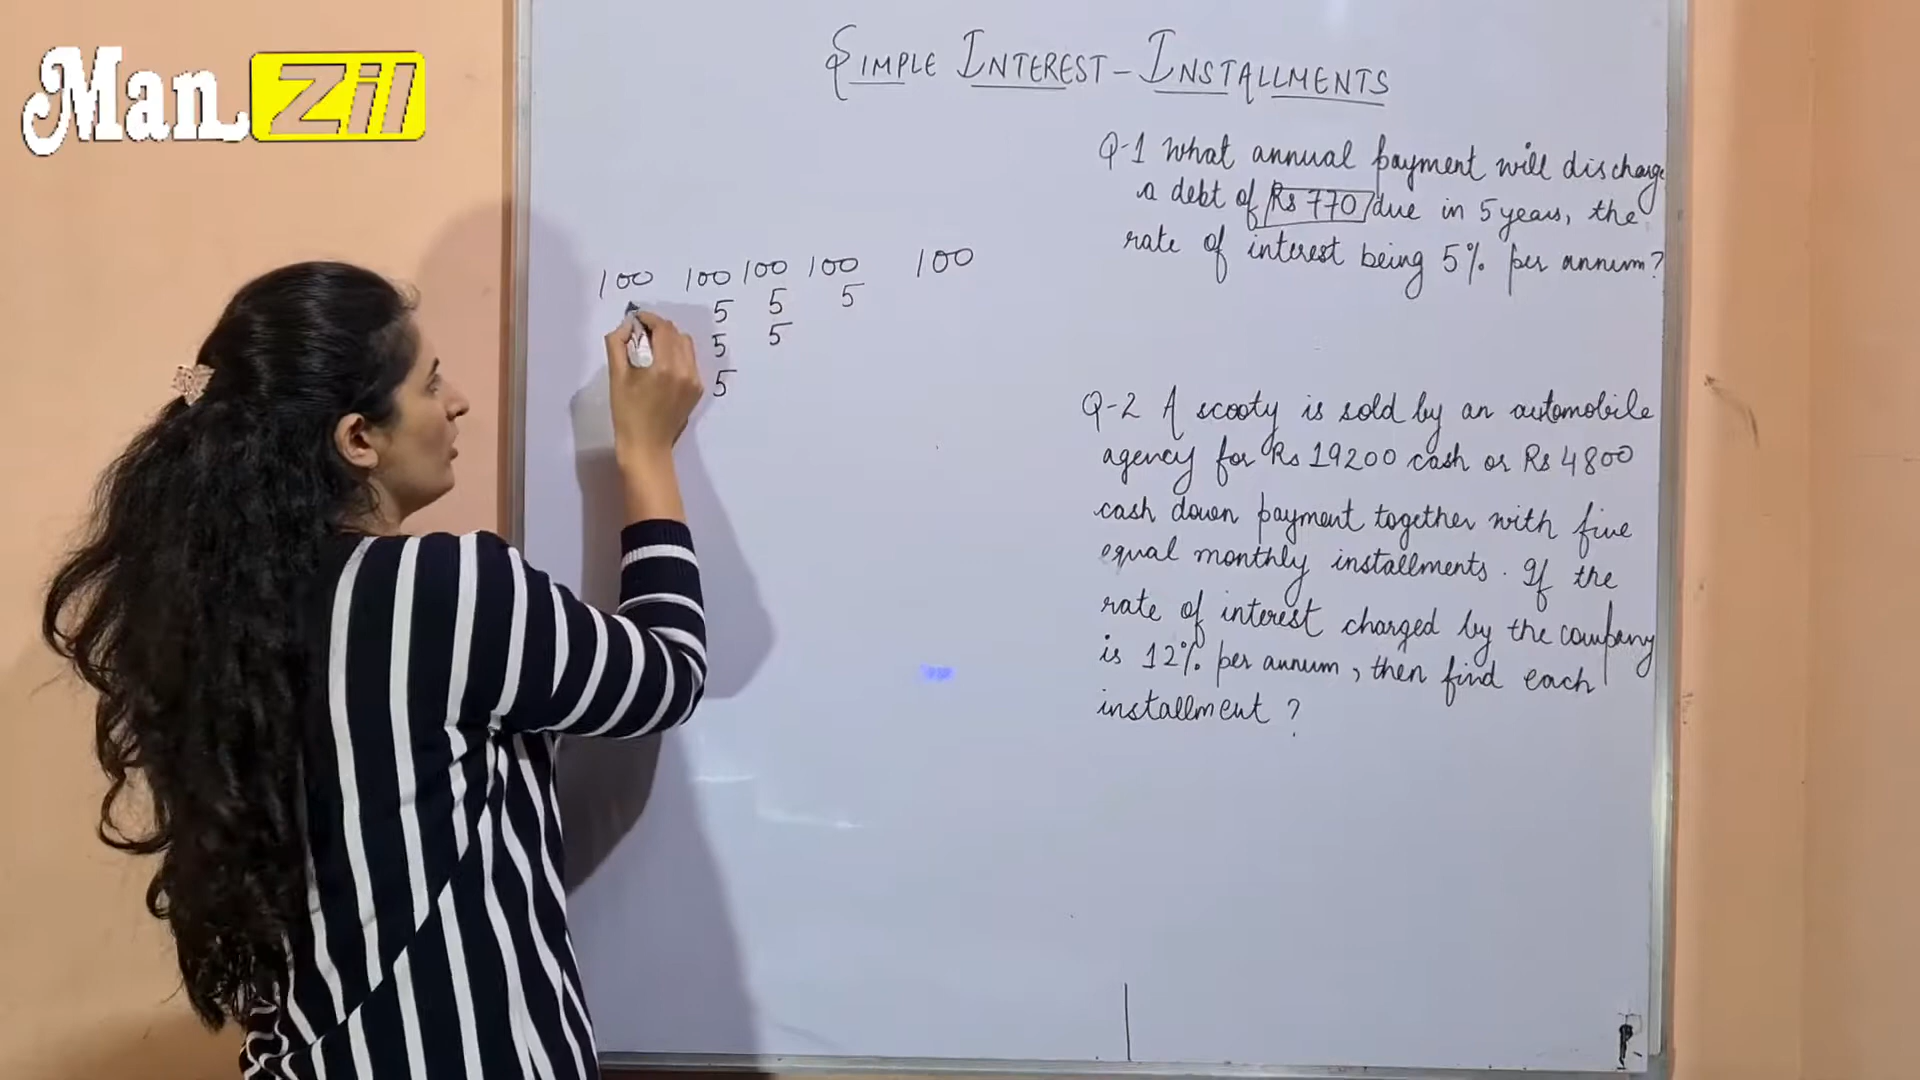 Man Zil
SIMPLE INTEREST - INSTALLMENTS
Q-1 What annual payment will discharge
a debt of Rs 770 due in 5 years, the
rate of interest being 5% per annum?
100 100 100 100 100
5 5 5
5 5
5
Q-2 A scooty is sold by an automobile
agency for Rs 19200 cash or Rs 4800
cash down payment together with five
equal monthly installments. If the
rate of interest charged by the company
is 12% per annum, then find each
installment ?